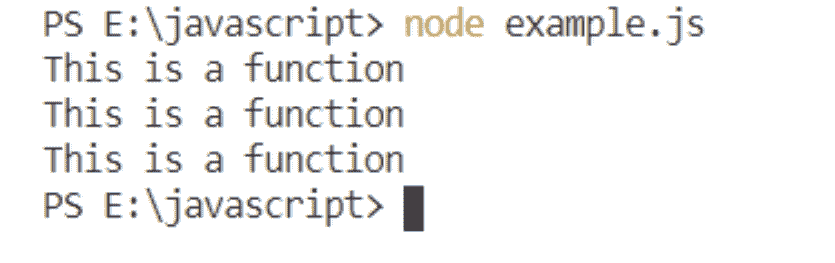 PS E:\javascript> node example.js
This is a function
This is a function
This is a function
PS E:\javascript>